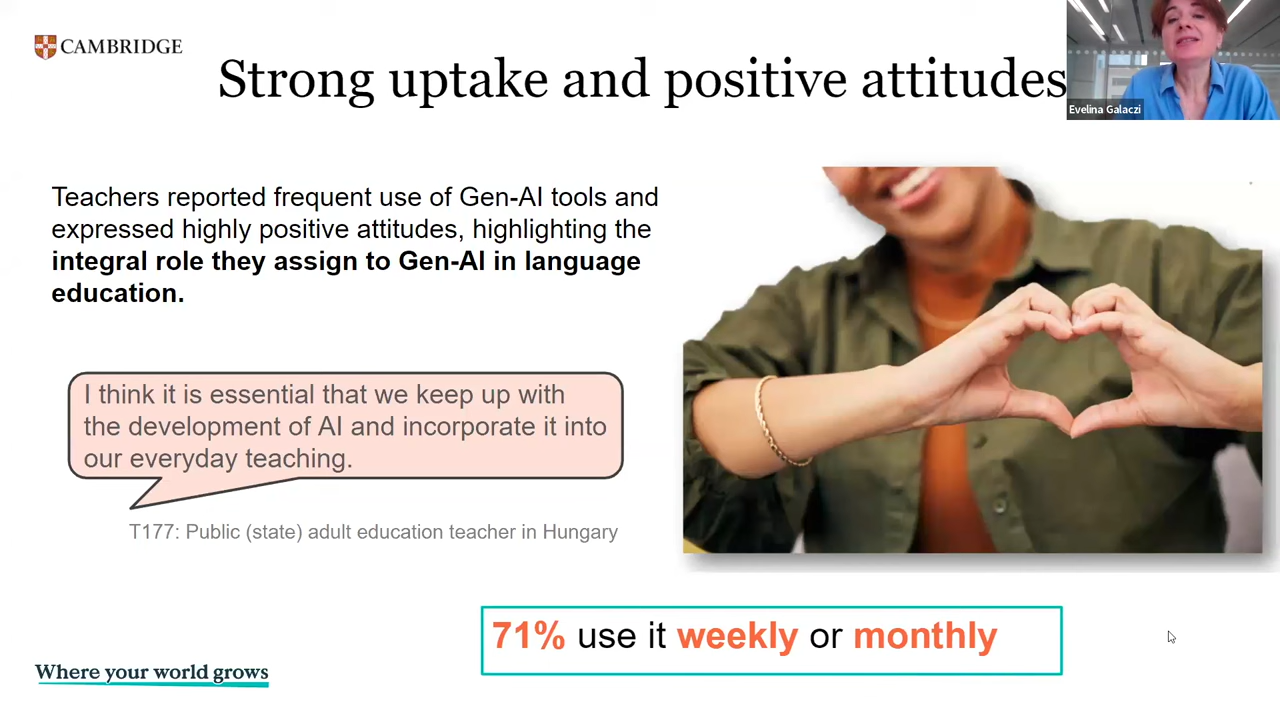 CAMBRIDGE
Strong uptake and positive attitudes
Evelina Galaczi
Teachers reported frequent use of Gen-AI tools and
expressed highly positive attitudes, highlighting the
integral role they assign to Gen-AI in language
education.
I think it is essential that we keep up with
the development of AI and incorporate it into
our everyday teaching.
T177: Public (state) adult education teacher in Hungary
71% use it weekly or monthly
Where your world grows